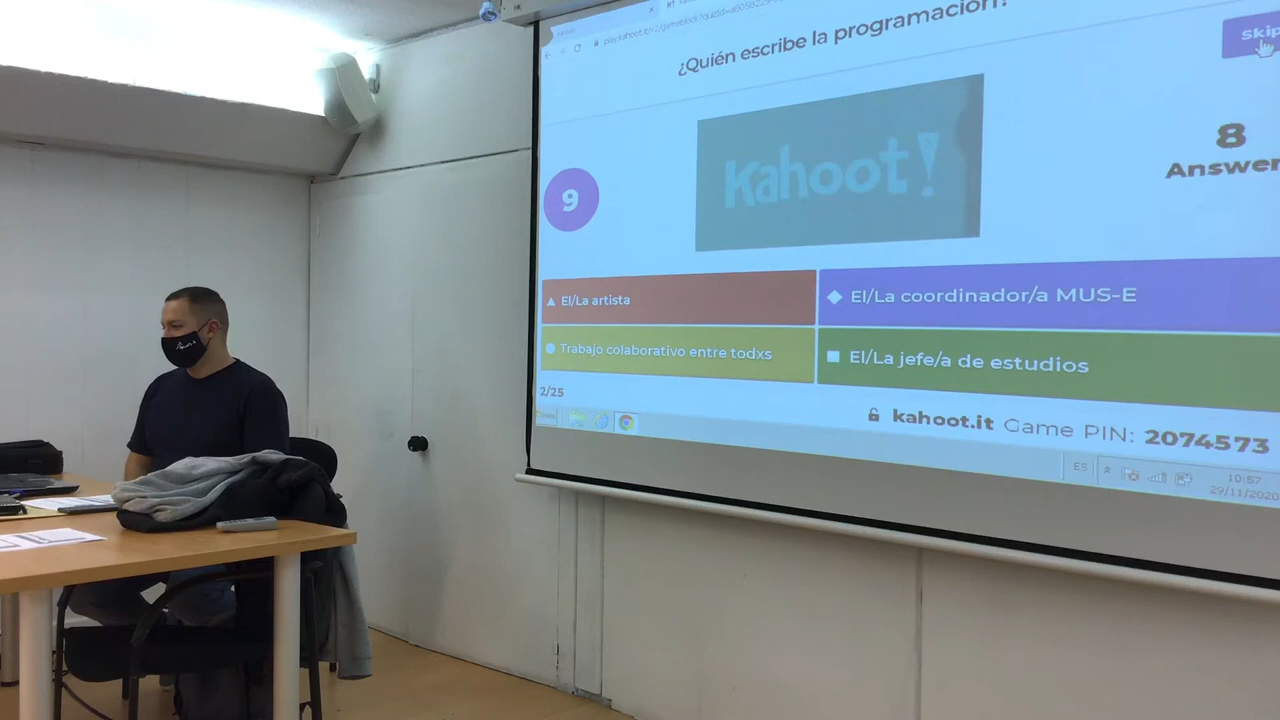 ¿Quién escribe la programación?
Skip
9
Kahoot!
8
Answer
El/La artista
El/La coordinador/a MUS-E
Trabajo colaborativo entre todxs
El/La jefe/a de estudios
2/25
kahoot.it Game PIN: 2074573
ES
10:57
29/11/2020